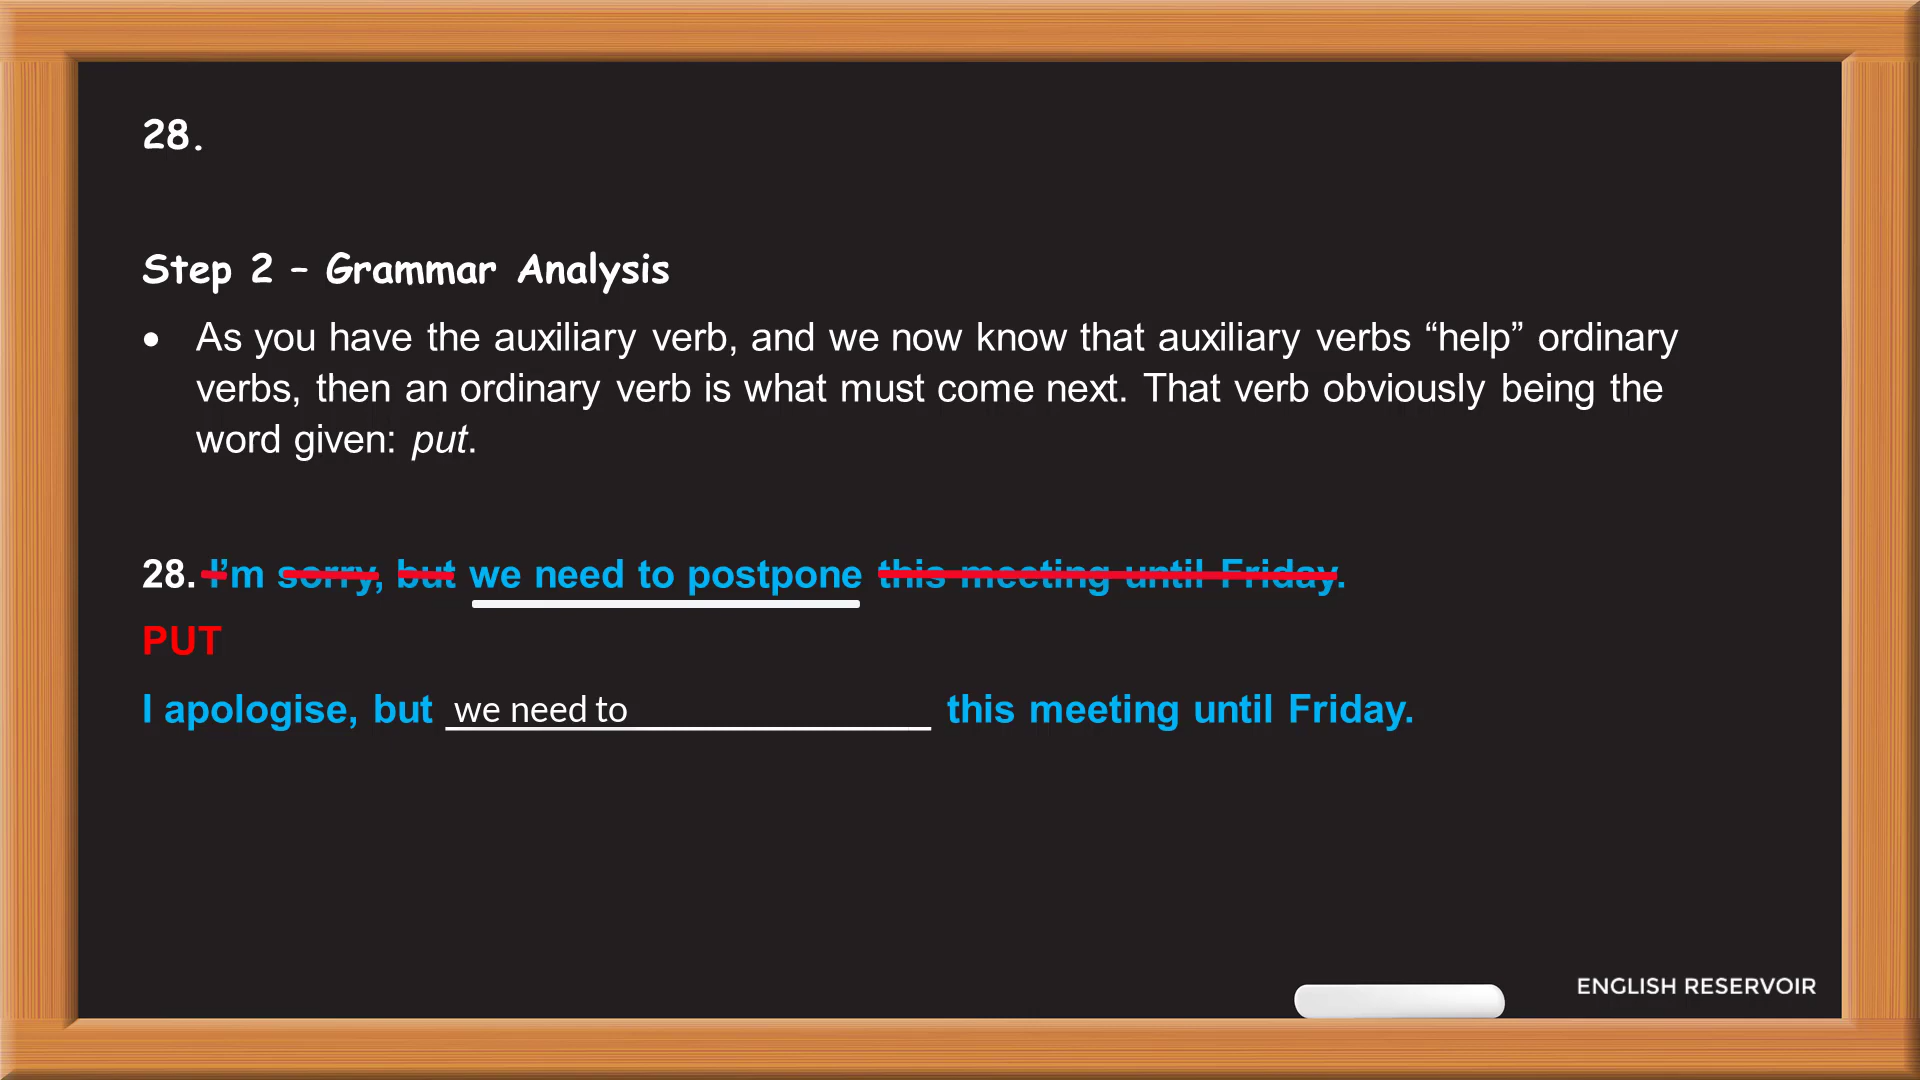 28.
Step 2 – Grammar Analysis
• As you have the auxiliary verb, and we now know that auxiliary verbs “help” ordinary
verbs, then an ordinary verb is what must come next. That verb obviously being the
word given: put.
28. I’m sorry, but we need to postpone this meeting until Friday.
PUT
I apologise, but we need to this meeting until Friday.
ENGLISH RESERVOIR